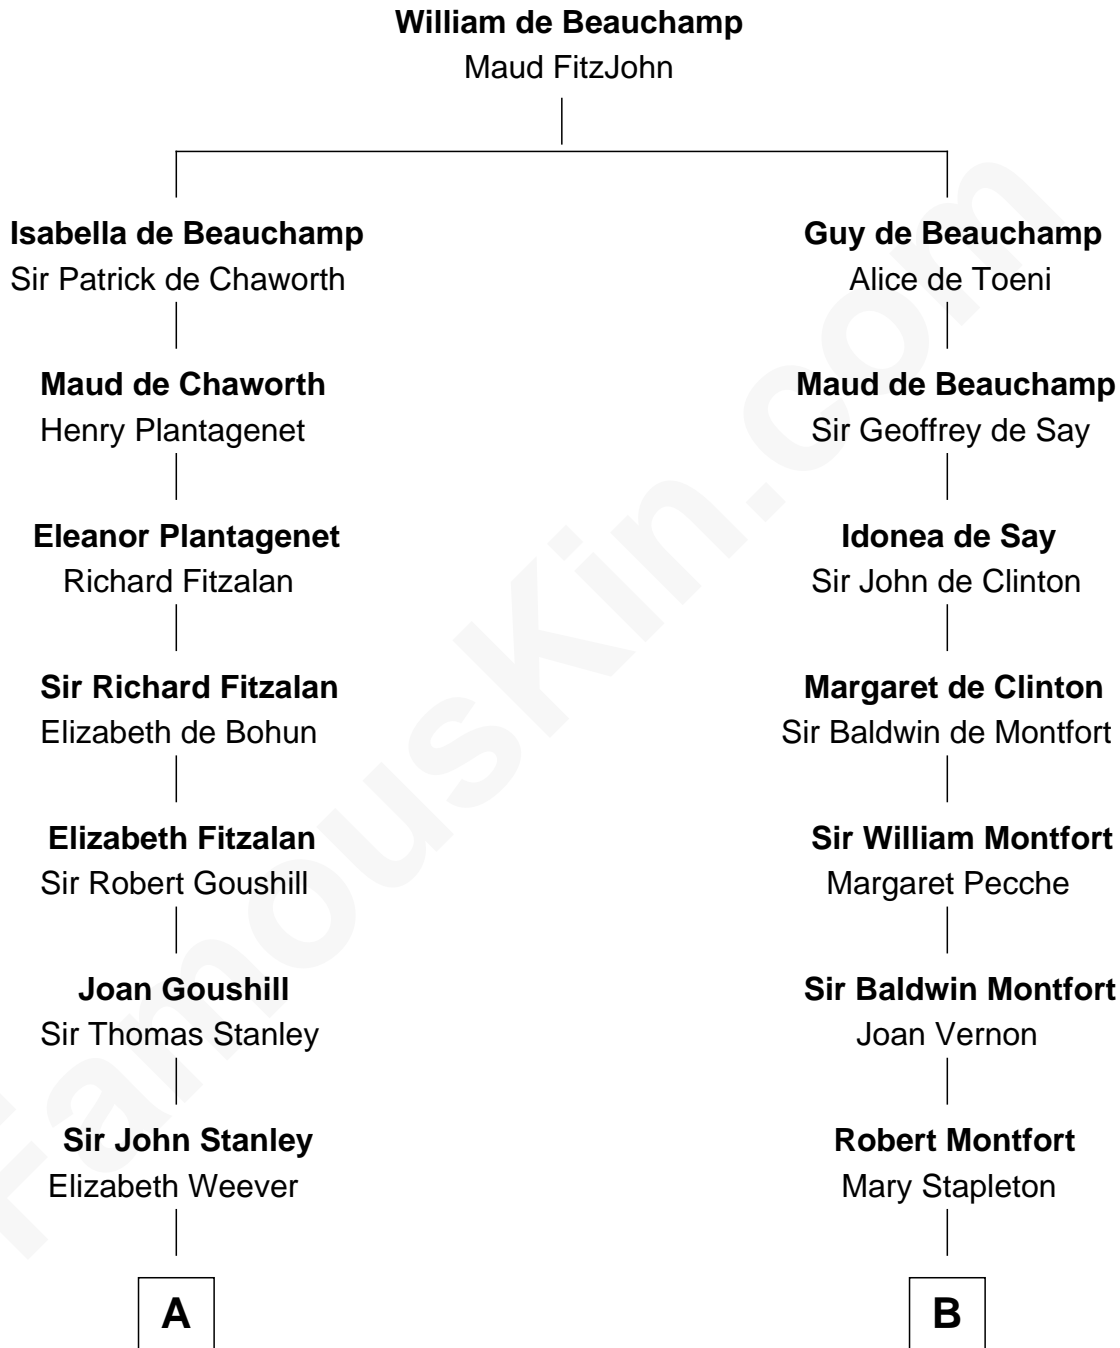 William de Beauchamp
Maud FitzJohn
Isabella de Beauchamp
Sir Patrick de Chaworth
Guy de Beauchamp
Alice de Toeni
Maud de Chaworth
Henry Plantagenet
Maud de Beauchamp
Sir Geoffrey de Say
Eleanor Plantagenet
Richard Fitzalan
Idonea de Say
Sir John de Clinton
Sir Richard Fitzalan
Elizabeth de Bohun
Margaret de Clinton
Sir Baldwin de Montfort
Elizabeth Fitzalan
Sir Robert Goushill
Sir William Montfort
Margaret Pecche
Joan Goushill
Sir Thomas Stanley
Sir Baldwin Montfort
Joan Vernon
Sir John Stanley
Elizabeth Weever
Robert Montfort
Mary Stapleton
A
B
FamousKin.com